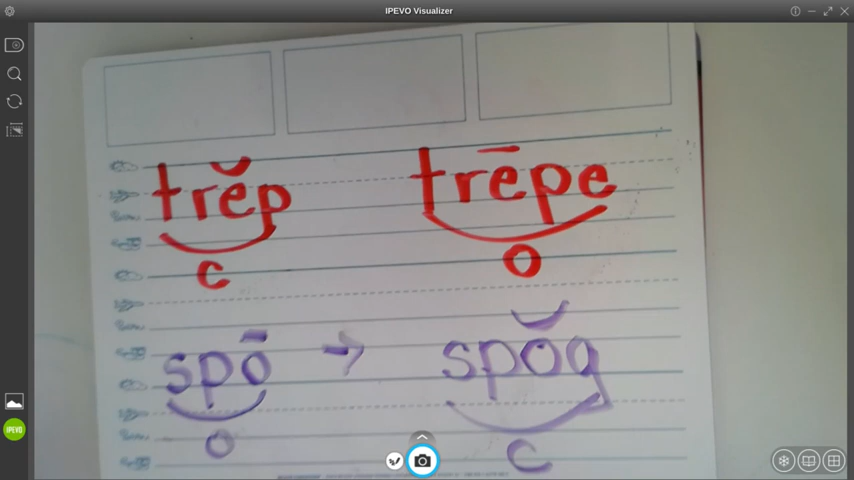 IPEVO Visualizer
trĕp trēpe
c o
spō → spŏg
o c
IPEVO